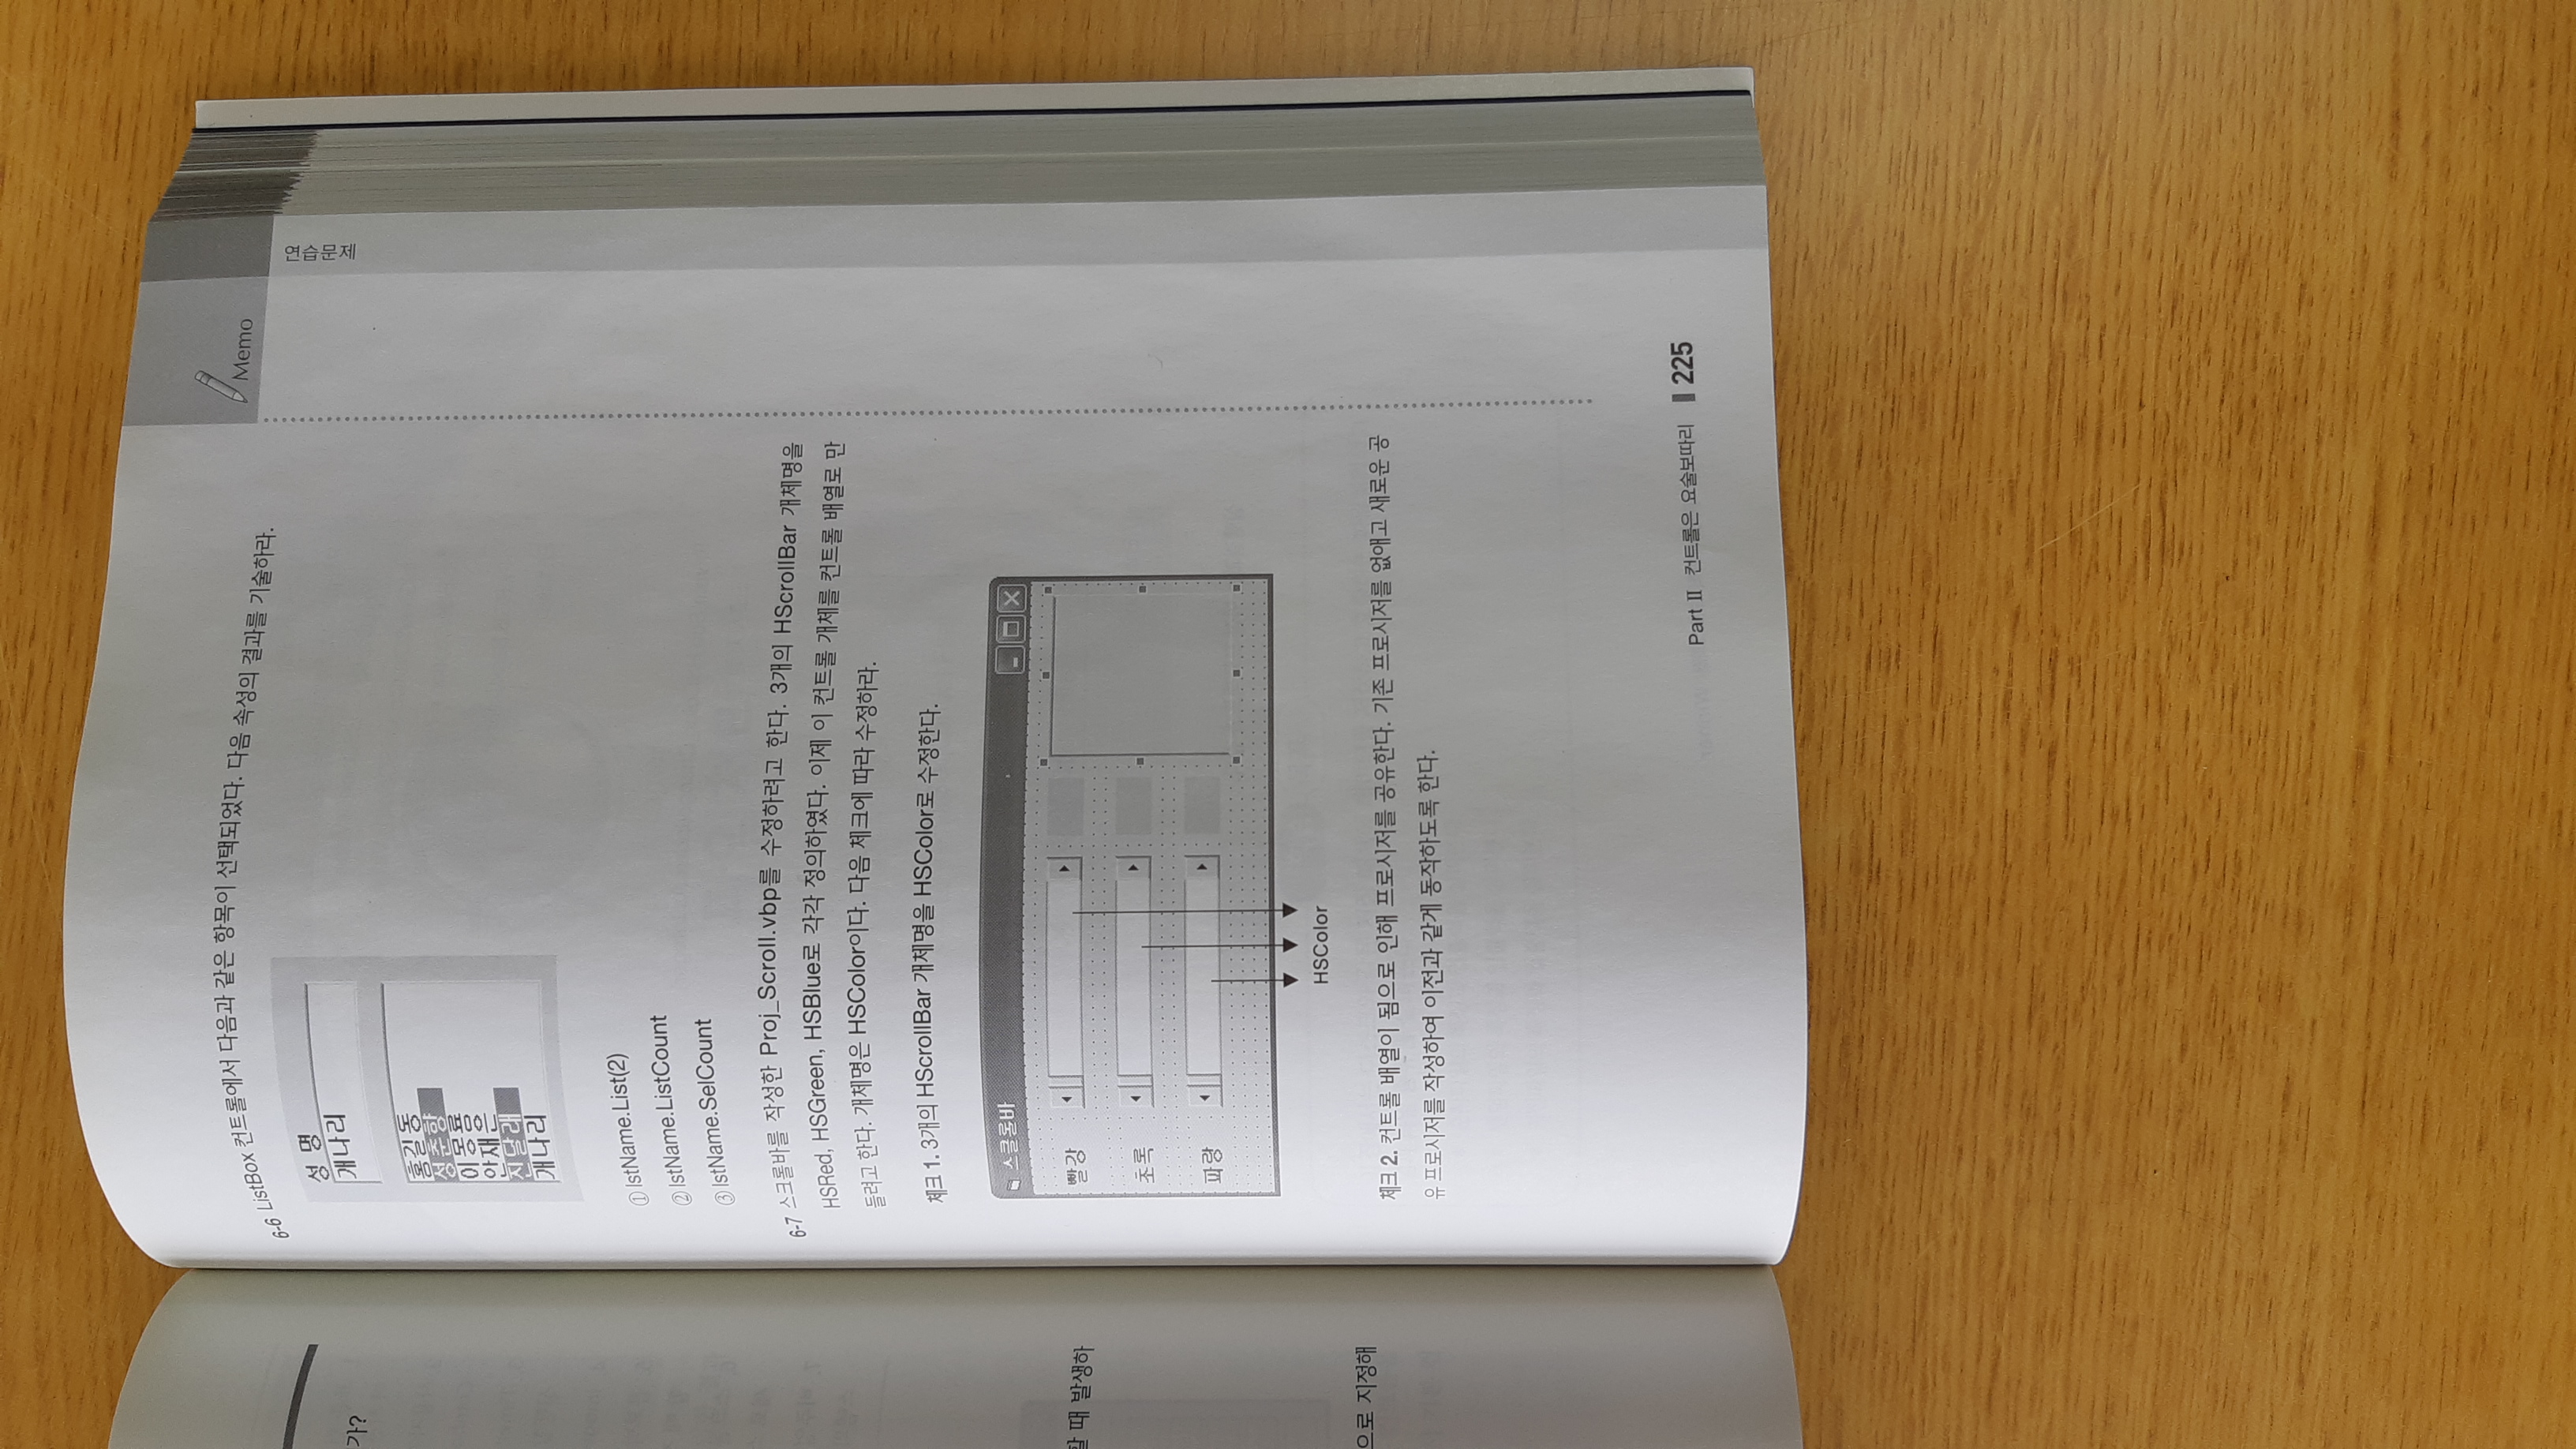 가?
할 때 발생하
으로 지정해
Memo
연습문제
6-6 ListBox 컨트롤에서 다음과 같은 항목이 선택되었다. 다음 속성의 결과를 기술하라.
성 명
개나리
홍길동
성춘향
이몽룡
안재은
진달래
개나리
① lstName.List(2)
② lstName.ListCount
③ lstName.SelCount
6-7 스크롤바를 작성한 Proj_Scroll.vbp를 수정하려고 한다. 3개의 HScrollBar 개체명을
HSRed, HSGreen, HSBlue로 각각 정의하였다. 이제 이 컨트롤 개체를 컨트롤 배열로 만
들려고 한다. 개체명은 HSColor이다. 다음 체크에 따라 수정하라.
체크 1. 3개의 HScrollBar 개체명을 HSColor로 수정한다.
스클롤바
빨강
초록
파랑
HSColor
체크 2. 컨트롤 배열이 됨으로 인해 프로시저를 공유한다. 기존 프로시저를 없애고 새로운 공
유 프로시저를 작성하여 이전과 같게 동작하도록 한다.
Part Ⅱ 컨트롤은 요술보따리 225